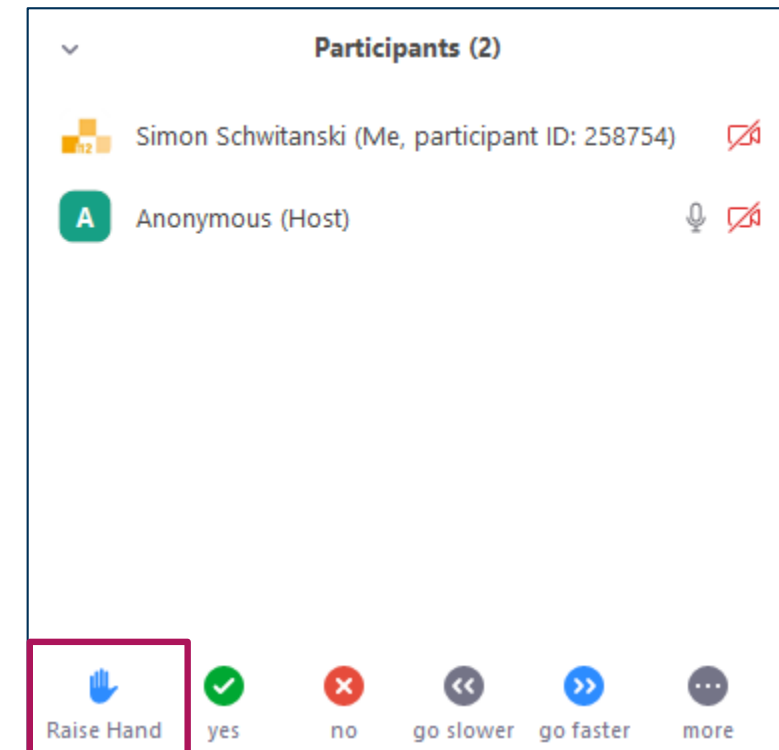 Participants (2)
Simon Schwitanski (Me, participant ID: 258754)
A Anonymous (Host)
Raise Hand yes no go slower go faster more